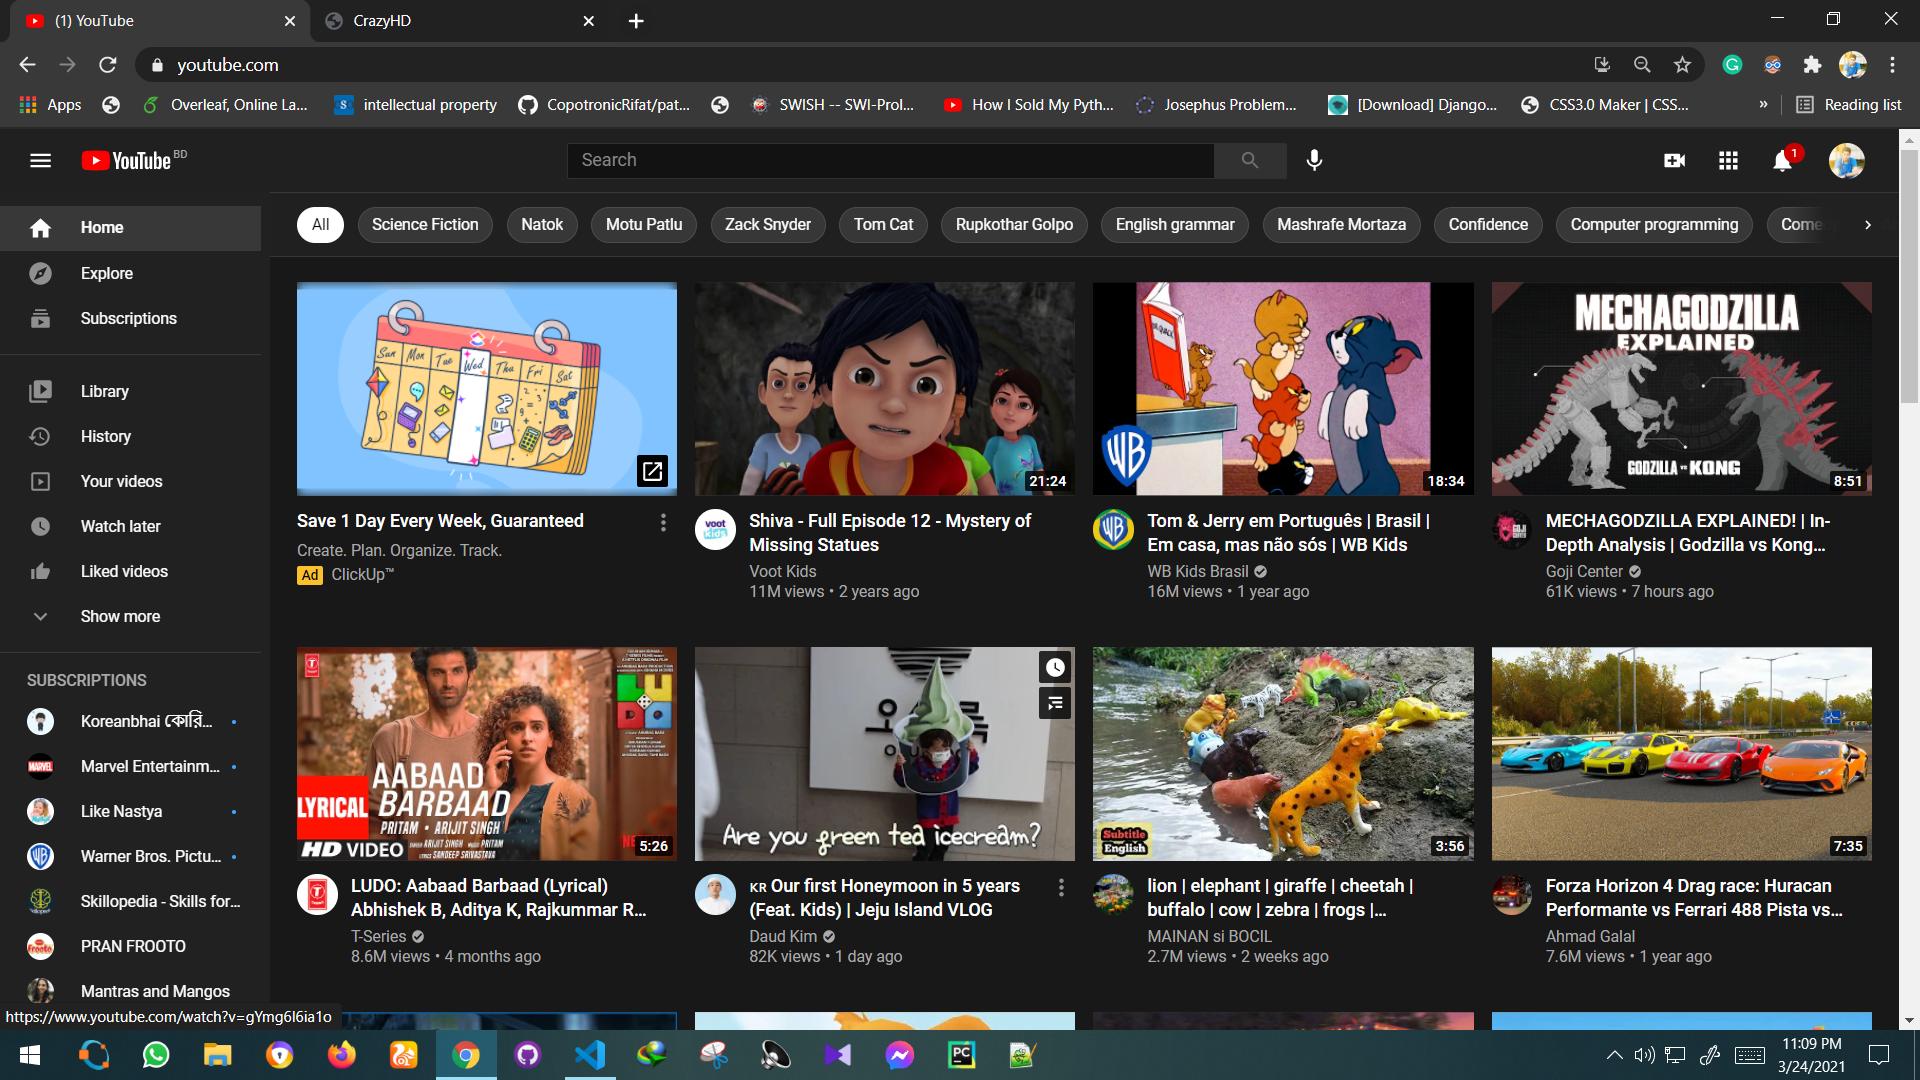 (1) YouTube
CrazyHD
youtube.com
Apps
Overleaf, Online La...
intellectual property
CopotronicRifat/pat...
SWISH -- SWI-Prol...
How I Sold My Pyth...
Josephus Problem...
[Download] Django...
CSS3.0 Maker | CSS...
»
Reading list
YouTube BD
Search
1
Home
Explore
Subscriptions
Library
History
Your videos
Watch later
Liked videos
Show more
SUBSCRIPTIONS
Koreanbhai কোরি...
Marvel Entertainm...
Like Nastya
Warner Bros. Pictu...
Skillopedia - Skills for...
PRAN FROOTO
Mantras and Mangos
https://www.youtube.com/watch?v=gYmg6l6ia1o
All
Science Fiction
Natok
Motu Patlu
Zack Snyder
Tom Cat
Rupkothar Golpo
English grammar
Mashrafe Mortaza
Confidence
Computer programming
Come
Sun Mon Tue Wed Thu Fri Sat
Save 1 Day Every Week, Guaranteed
Create. Plan. Organize. Track.
Ad ClickUp™
21:24
voot kids
Shiva - Full Episode 12 - Mystery of
Missing Statues
Voot Kids
11M views • 2 years ago
WB
18:34
Tom & Jerry em Português | Brasil |
Em casa, mas não sós | WB Kids
WB Kids Brasil
16M views • 1 year ago
MECHAGODZILLA
EXPLAINED
GODZILLA vs KONG
8:51
MECHAGODZILLA EXPLAINED! | In-
Depth Analysis | Godzilla vs Kong...
Goji Center
61K views • 7 hours ago
LUDO
AABAAD
BARBAAD
LYRICAL
PRITAM • ARIJIT SINGH
HD VIDEO
5:26
LUDO: Aabaad Barbaad (Lyrical)
Abhishek B, Aditya K, Rajkummar R...
T-Series
8.6M views • 4 months ago
Are you green tea icecream?
KR Our first Honeymoon in 5 years
(Feat. Kids) | Jeju Island VLOG
Daud Kim
82K views • 1 day ago
Subtitle
English
3:56
lion | elephant | giraffe | cheetah |
buffalo | cow | zebra | frogs |...
MAINAN si BOCIL
2.7M views • 2 weeks ago
7:35
Forza Horizon 4 Drag race: Huracan
Performante vs Ferrari 488 Pista vs...
Ahmad Galal
7.6M views • 1 year ago
PC
11:09 PM
3/24/2021